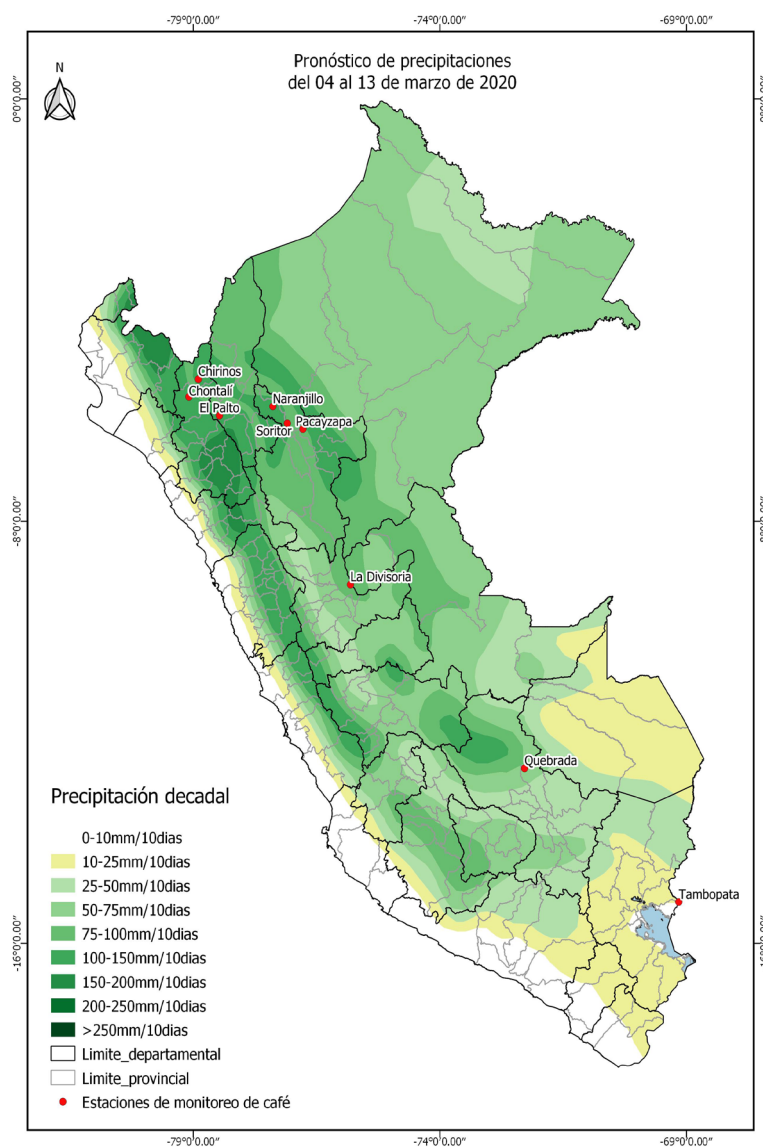 -79°0'0.00"
-74°0'0.00"
-69°0'0.00"
Pronóstico de precipitaciones
del 04 al 13 de marzo de 2020
N
0°0'0.00"
Chirinos
Chontalí
El Palto
Naranjillo
Soritor
Pacayzapa
-8°0'0.00"
La Divisoria
Quebrada
Tambopata
-16°0'0.00"
Precipitación decadal
0-10mm/10dias
10-25mm/10dias
25-50mm/10dias
50-75mm/10dias
75-100mm/10dias
100-150mm/10dias
150-200mm/10dias
200-250mm/10dias
>250mm/10dias
Limite_departamental
Limite_provincial
Estaciones de monitoreo de café
-79°0'0.00"
-74°0'0.00"
-69°0'0.00"